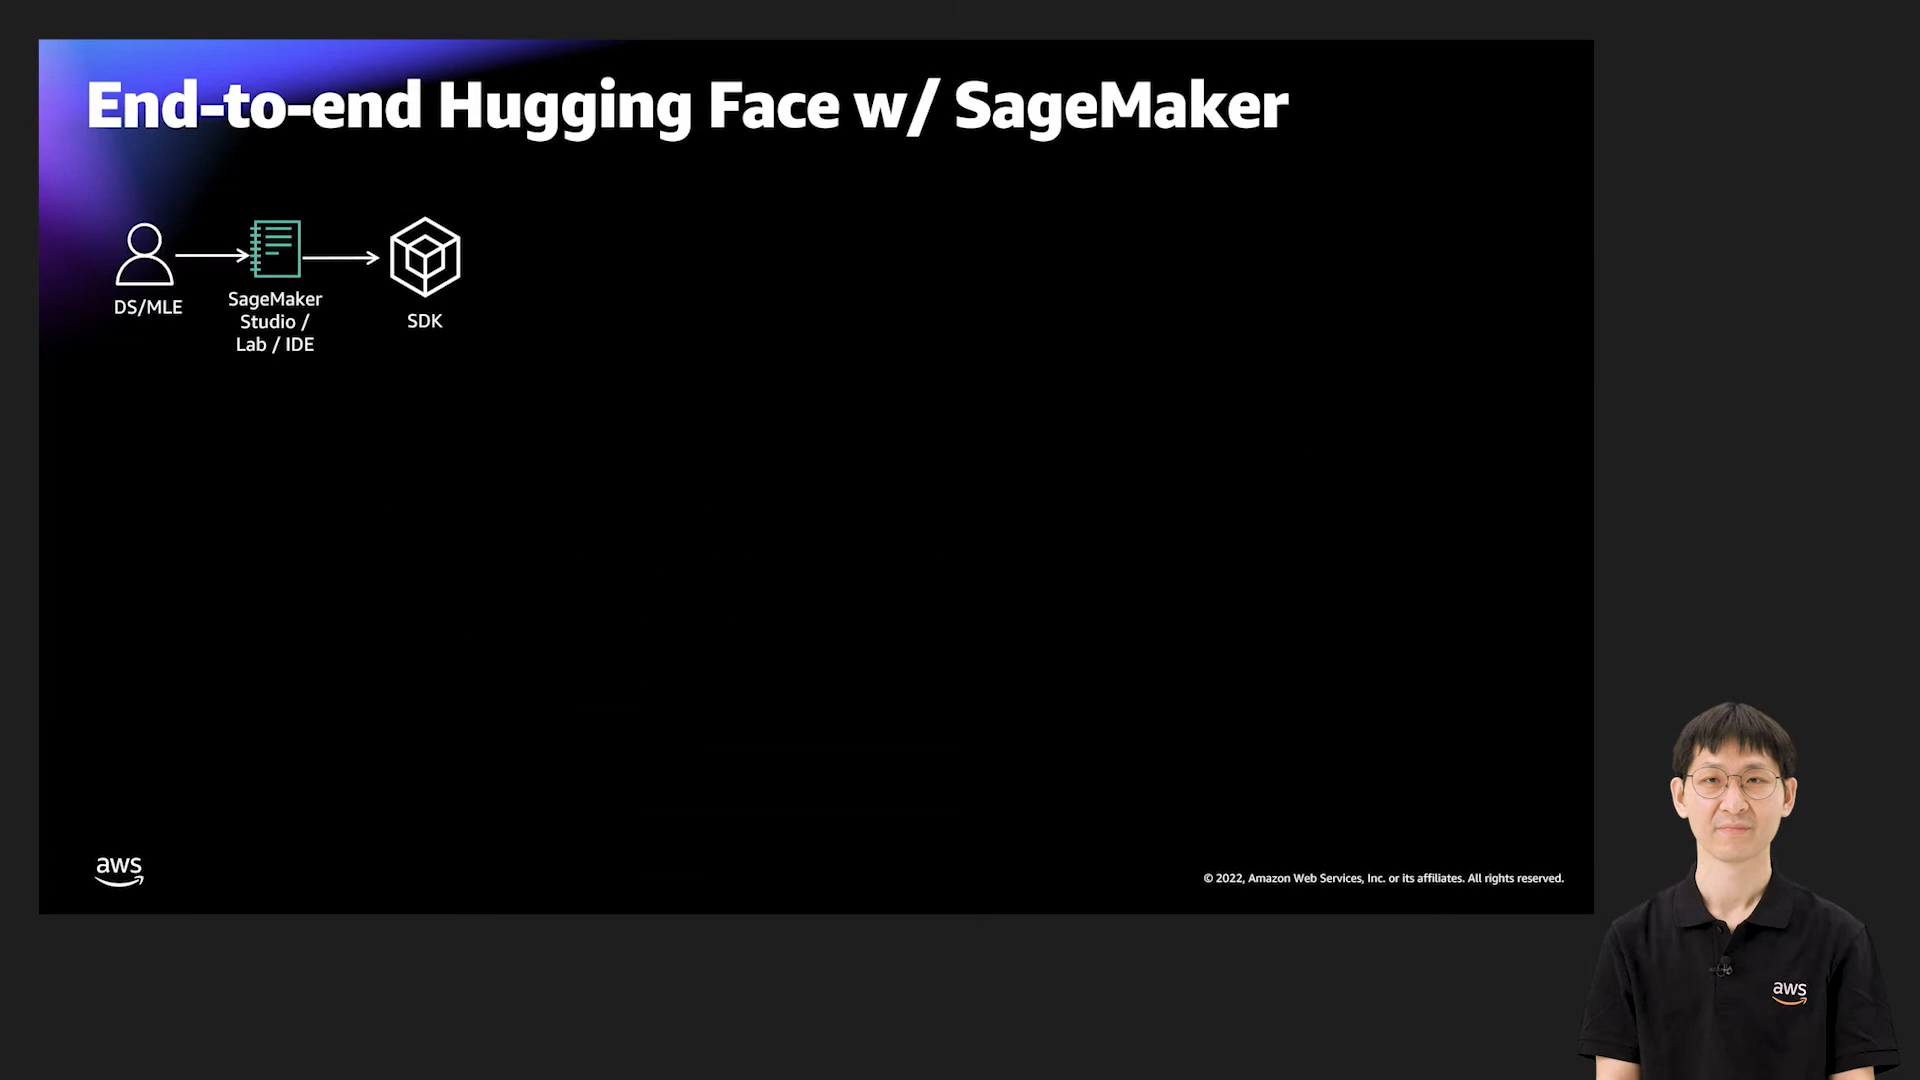 End-to-end Hugging Face w/ SageMaker
DS/MLE
SageMaker
Studio /
Lab / IDE
SDK
aws
© 2022, Amazon Web Services, Inc. or its affiliates. All rights reserved.
aws